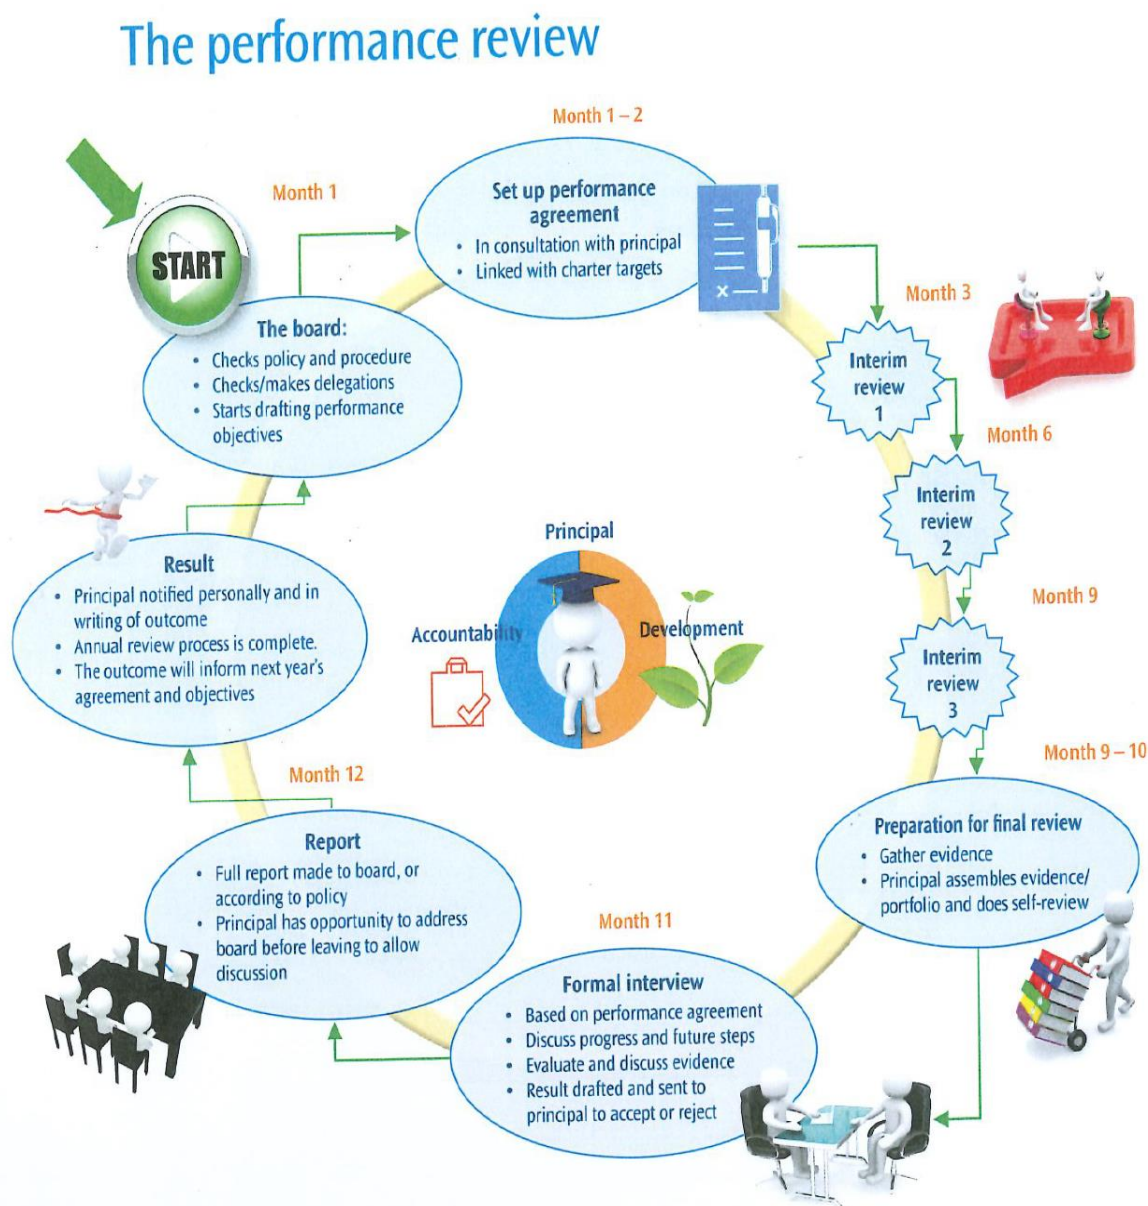 The performance review
Month 1
START
The board:
• Checks policy and procedure
• Checks/makes delegations
• Starts drafting performance
objectives
Month 1 – 2
Set up performance
agreement
• In consultation with principal
• Linked with charter targets
Month 3
Interim
review
1
Month 6
Interim
review
2
Month 9
Interim
review
3
Month 9 – 10
Preparation for final review
• Gather evidence
• Principal assembles evidence/
portfolio and does self-review
Month 11
Formal interview
• Based on performance agreement
• Discuss progress and future steps
• Evaluate and discuss evidence
• Result drafted and sent to
principal to accept or reject
Month 12
Report
• Full report made to board, or
according to policy
• Principal has opportunity to address
board before leaving to allow
discussion
Result
• Principal notified personally and in
writing of outcome
• Annual review process is complete.
• The outcome will inform next year's
agreement and objectives
Principal
Accountability
Development